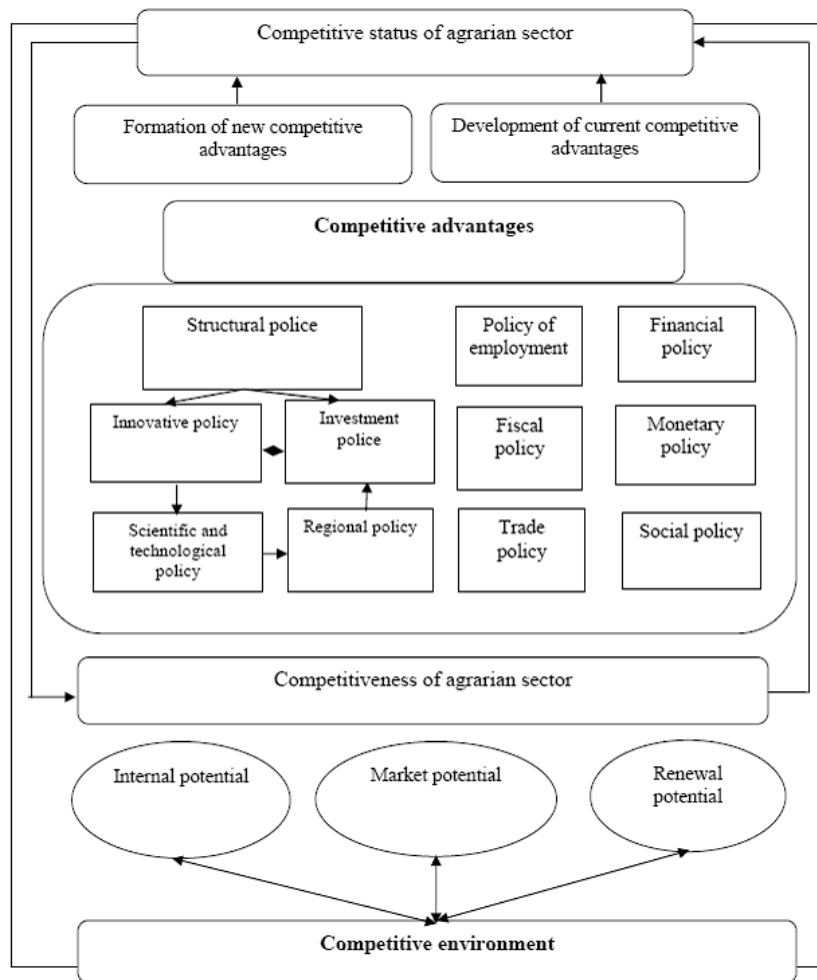 Competitive status of agrarian sector
Formation of new competitive
advantages
Development of current competitive
advantages
Competitive advantages
Structural police
Policy of
employment
Financial
policy
Innovative policy
Investment
police
Fiscal
policy
Monetary
policy
Scientific and
technological
policy
Regional policy
Trade
policy
Social policy
Competitiveness of agrarian sector
Internal potential
Market potential
Renewal
potential
Competitive environment